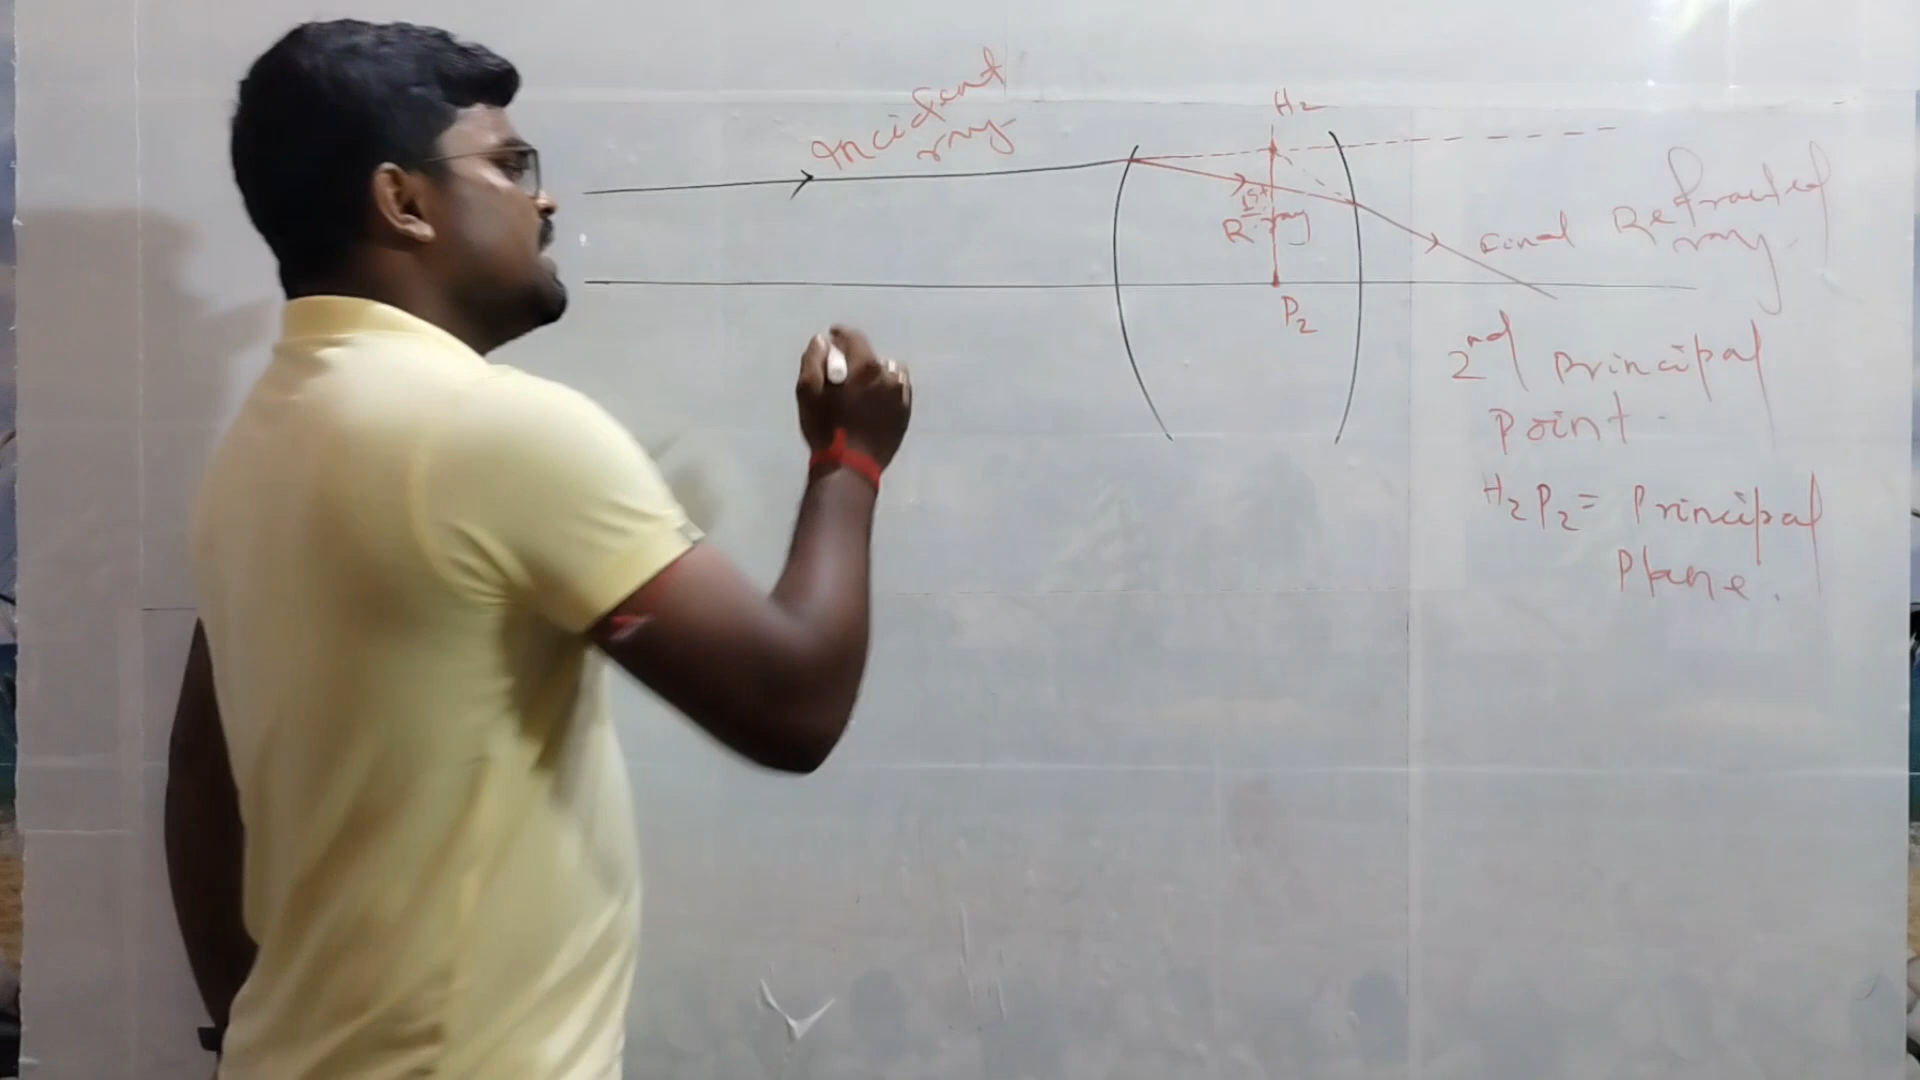 Incident
ray
H₂
1st
R.ray
Final Refracted
ray.
P₂
2nd Principal
Point.
H₂P₂ = Principal
Plane.